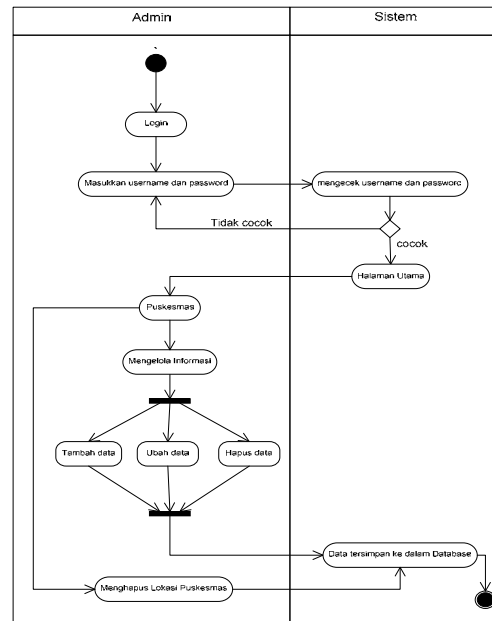 Admin
Sistem
Login
Masukkan username dan password
mengecek username dan password
Tidak cocok
cocok
Halaman Utama
Puskesmas
Mengelola Informasi
Tambah data
Ubah data
Hapus data
Data tersimpan ke dalam Database
Menghapus Lokasi Puskesmas